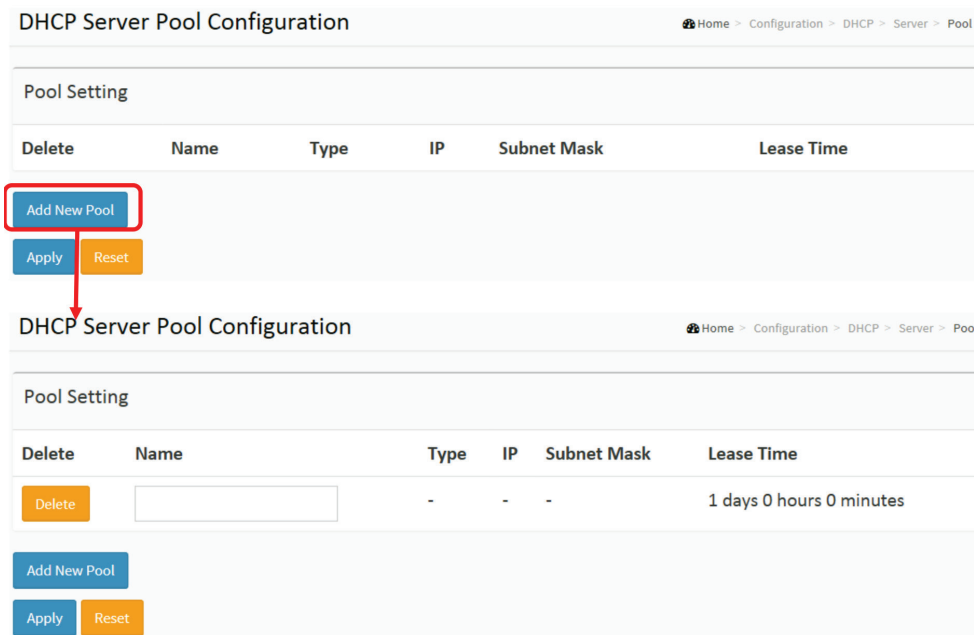 DHCP Server Pool Configuration
Home > Configuration > DHCP > Server > Pool
Pool Setting
Delete Name Type IP Subnet Mask Lease Time
Add New Pool
Apply Reset
DHCP Server Pool Configuration
Home > Configuration > DHCP > Server > Poo
Pool Setting
Delete Name Type IP Subnet Mask Lease Time
Delete - - - 1 days 0 hours 0 minutes
Add New Pool
Apply Reset